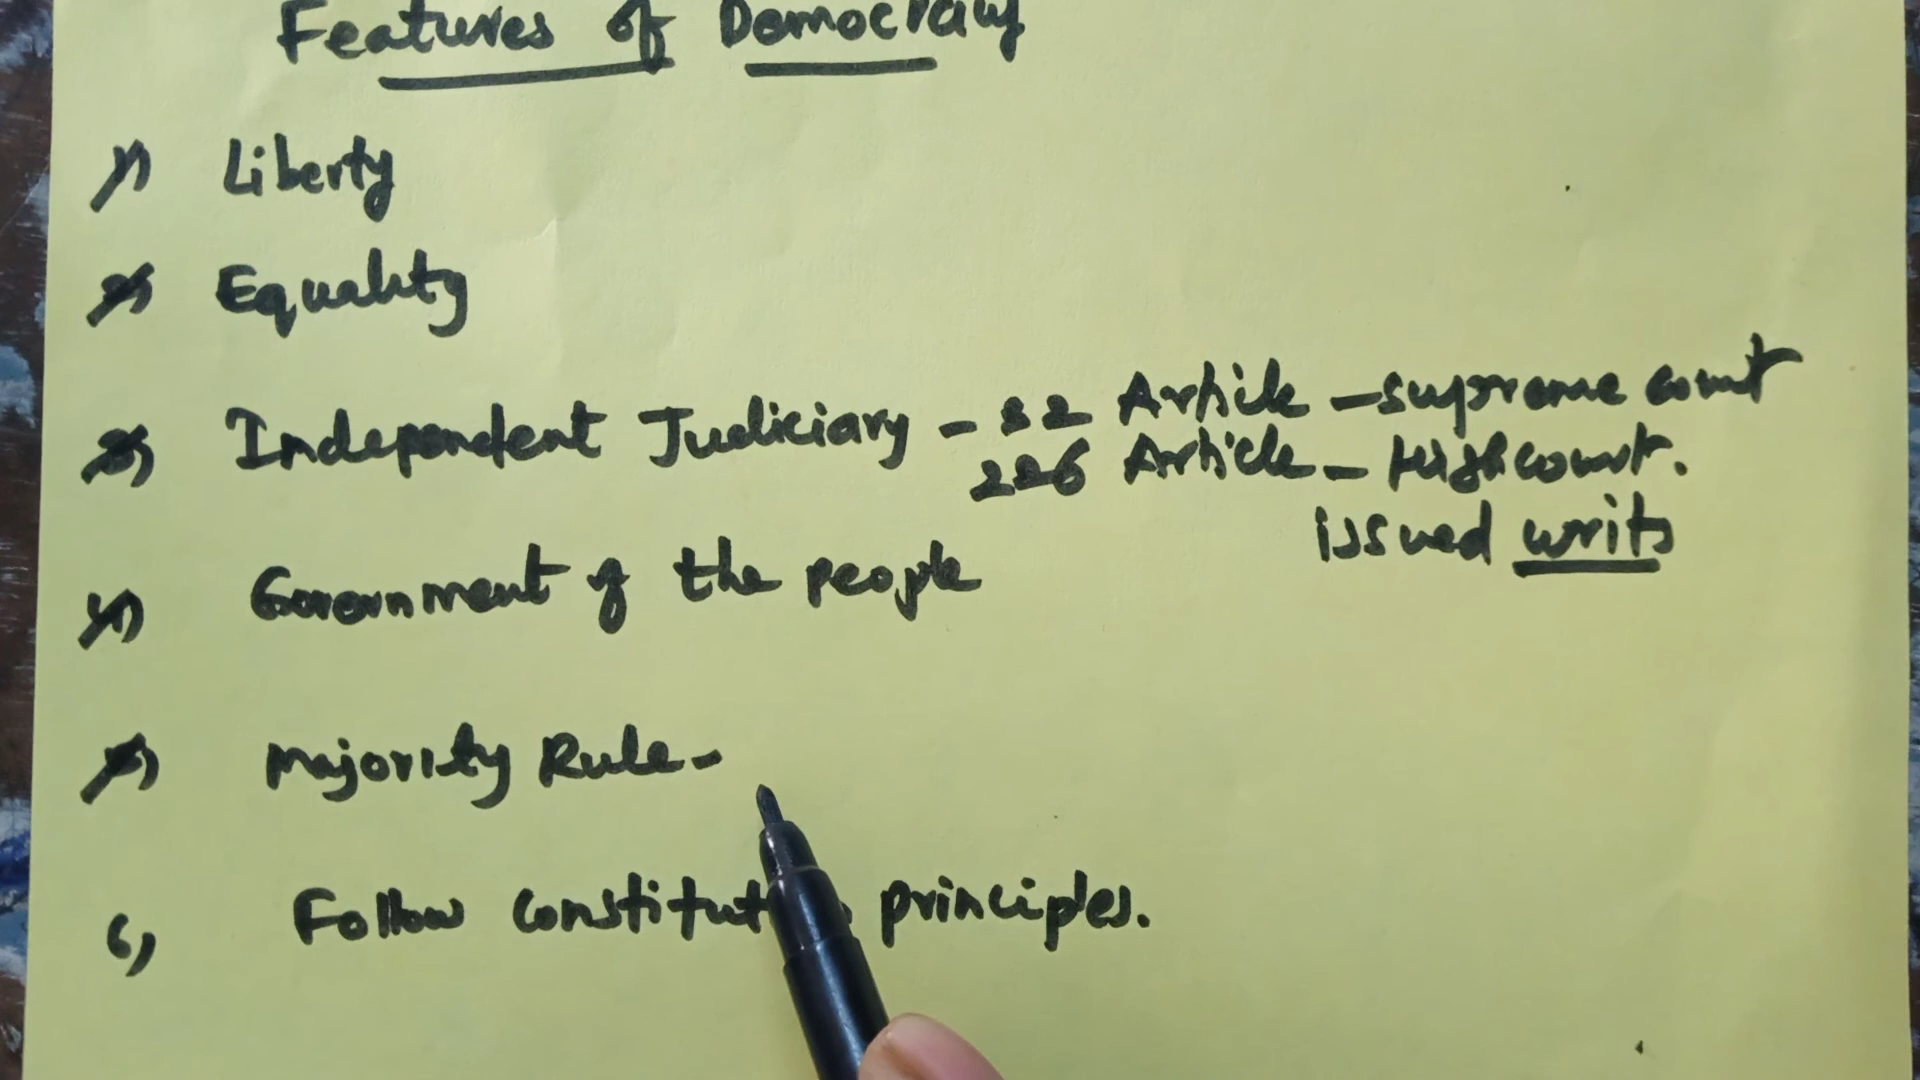 Features of Democracy
1) Liberty
2) Equality
3) Independent Judiciary - 32 Article - supreme court
226 Article - High court.
issued writs
4) Government of the people
5) Majority Rule -
6) Follow principles.